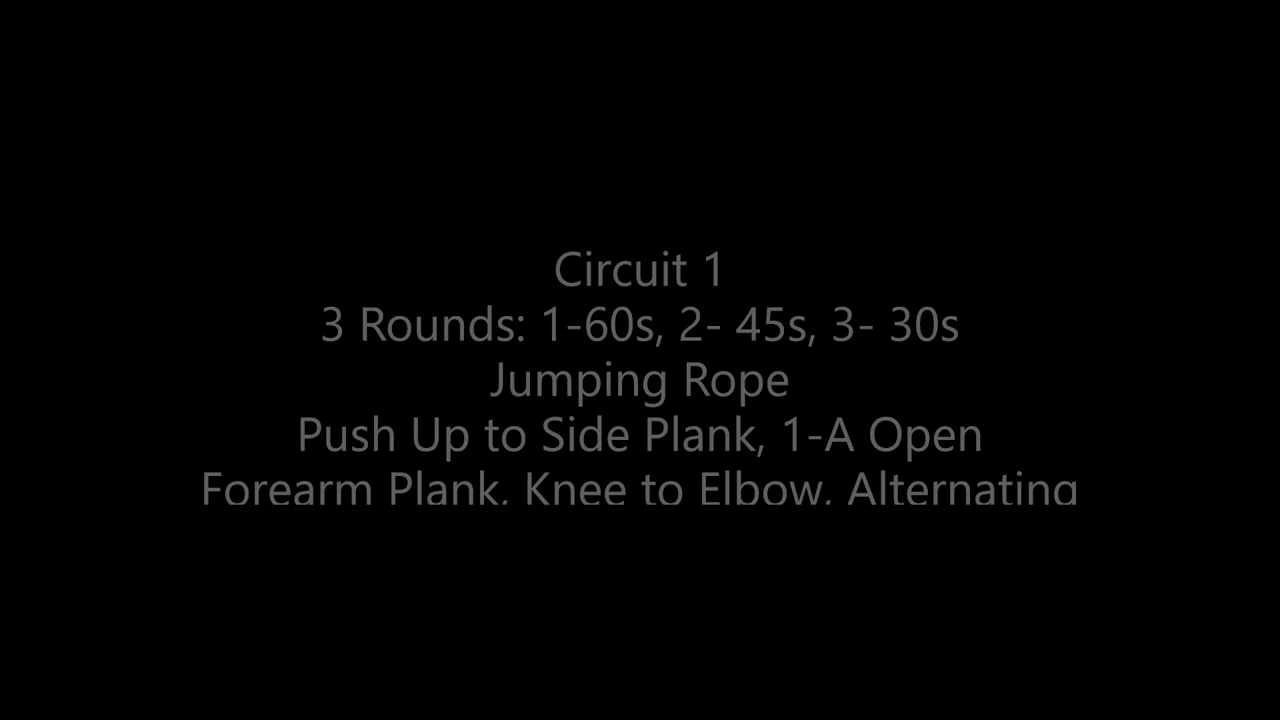 Circuit 1
3 Rounds: 1-60s, 2- 45s, 3- 30s
Jumping Rope
Push Up to Side Plank, 1-A Open
Forearm Plank, Knee to Elbow, Alternating